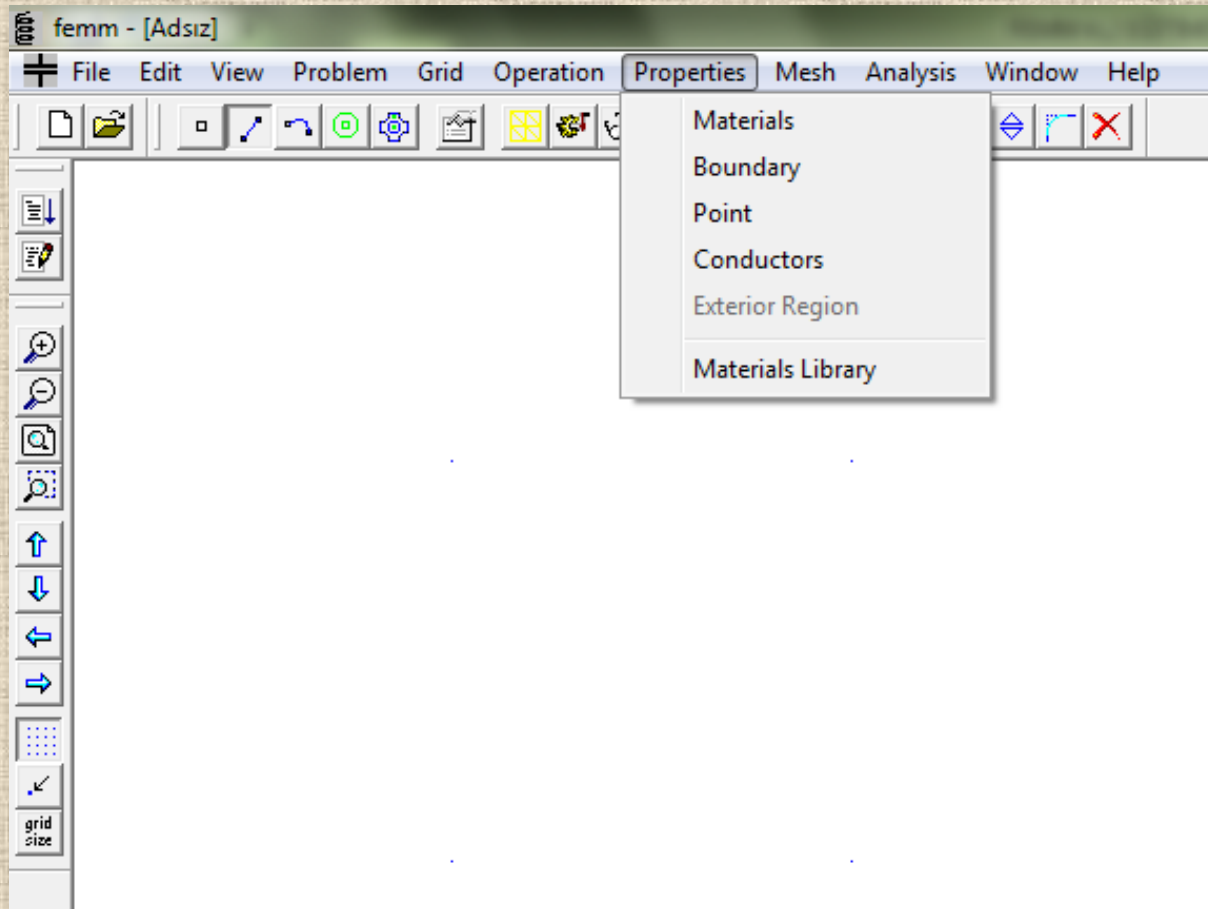 femm - [Adsız]
File Edit View Problem Grid Operation Properties Mesh Analysis Window Help
Materials
Boundary
Point
Conductors
Exterior Region
Materials Library
grid
size